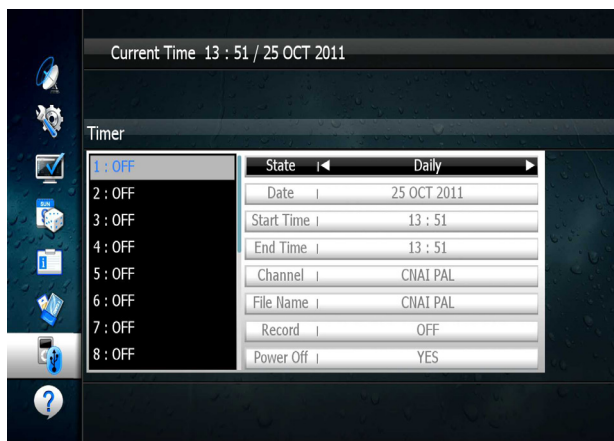 Current Time 13 : 51 / 25 OCT 2011
Timer
1 : OFF
2 : OFF
3 : OFF
4 : OFF
5 : OFF
6 : OFF
7 : OFF
8 : OFF
State Daily
Date 25 OCT 2011
Start Time 13 : 51
End Time 13 : 51
Channel CNAI PAL
File Name CNAI PAL
Record OFF
Power Off YES
SUN
i
?